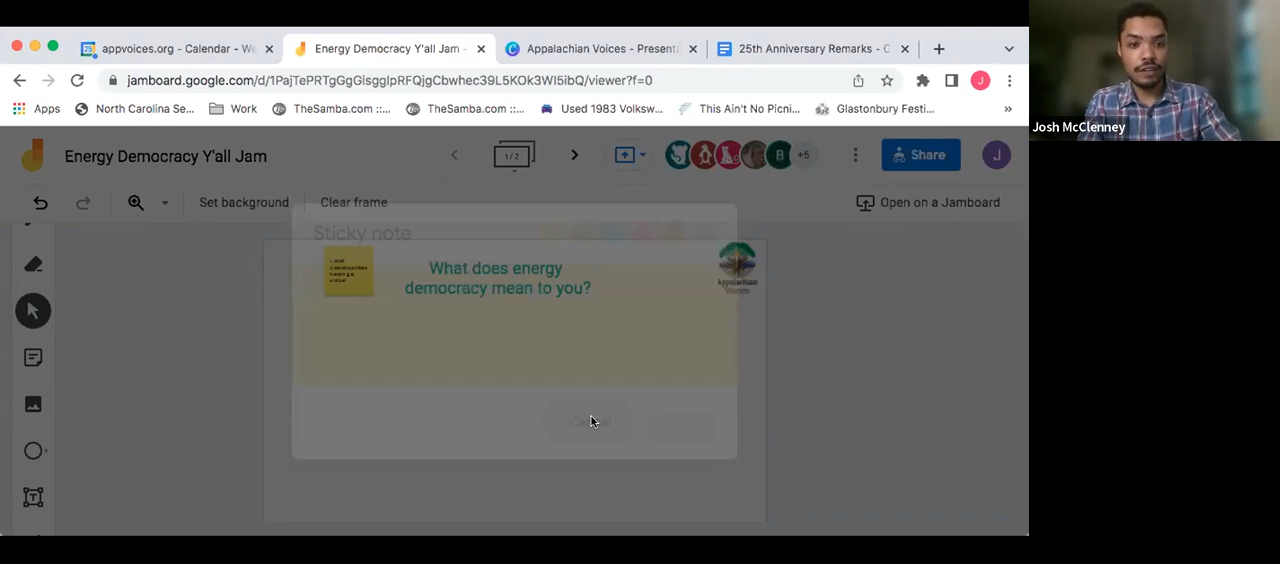 appvoices.org - Calendar - We
Energy Democracy Y'all Jam -
Appalachian Voices - Present
25th Anniversary Remarks - G
jamboard.google.com/d/1PajTePRTgGgGisgglpRFQjgCbwhec39L5KOk3Wl5ibQ/viewer?f=0
J
Apps
North Carolina Se...
Work
TheSamba.com ::...
TheSamba.com ::...
Used 1983 Volksw...
This Ain't No Picni...
Glastonbury Festi...
»
Josh McClenney
Energy Democracy Y'all Jam
1 / 2
B
+5
Share
J
Set background
Clear frame
Open on a Jamboard
Sticky note
What does energy
democracy mean to you?
Appalachian
Voices
Cancel